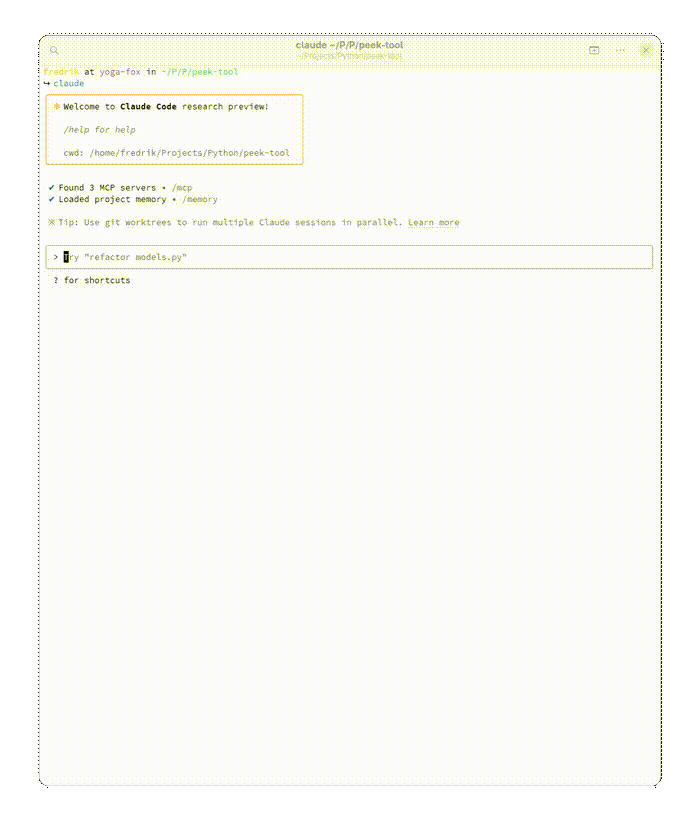 claude ~/P/P/peek-tool
~/Projects/Python/peek-tool
fredrik at yoga-fox in ~/P/P/peek-tool
↪ claude
✻ Welcome to Claude Code research preview!
/help for help
cwd: /home/fredrik/Projects/Python/peek-tool
✔ Found 3 MCP servers • /mcp
✔ Loaded project memory • /memory
※ Tip: Use git worktrees to run multiple Claude sessions in parallel. Learn more
> Try "refactor models.py"
? for shortcuts